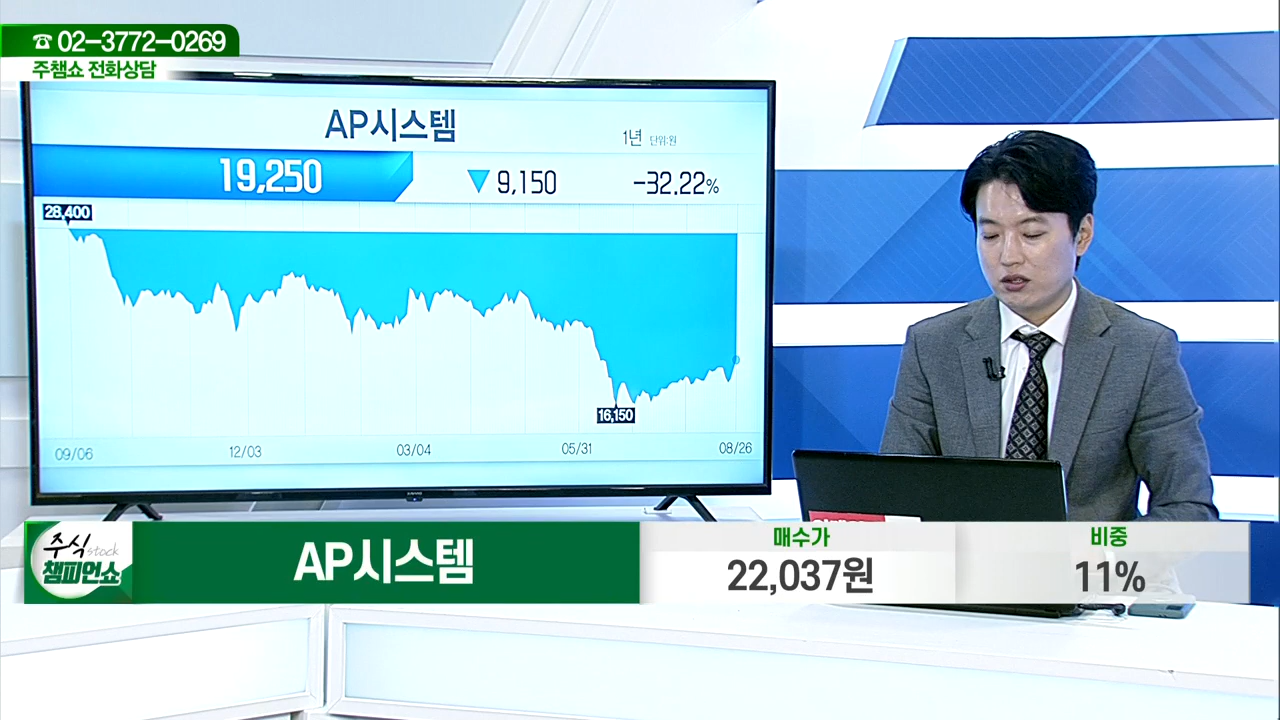 ☎ 02-3772-0269
주챔쇼 전화상담
AP시스템
1년 단위:원
19,250 ▼ 9,150 -32.22%
28,400
16,150
09/06 12/03 03/04 05/31 08/26
주식 stock
챔피언쇼
AP시스템
매수가
22,037원
비중
11%